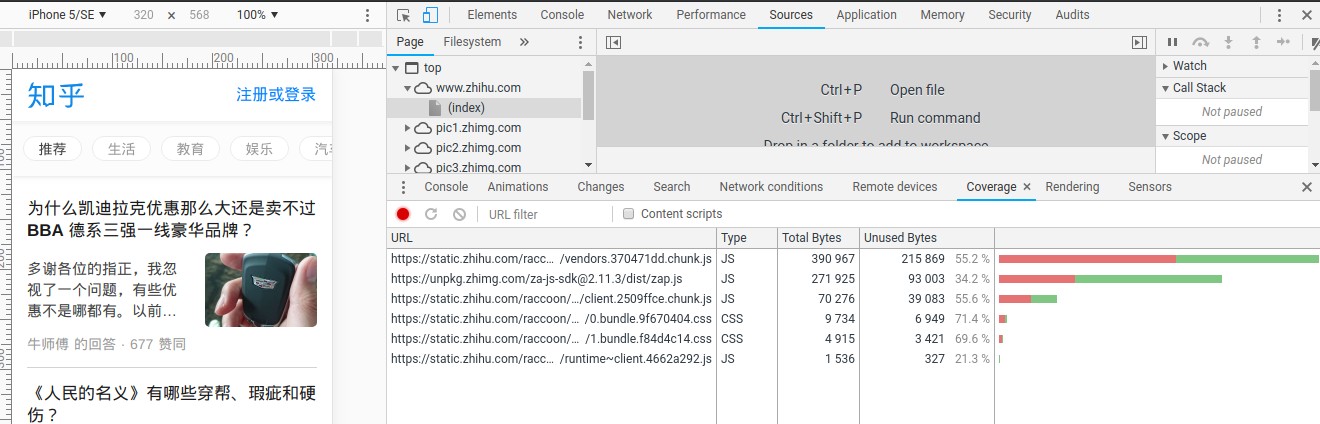 iPhone 5/SE ▼ 320 × 568 100% ▼
Elements Console Network Performance Sources Application Memory Security Audits
Page Filesystem »
100 200 300
知乎 注册或登录
推荐 生活 教育 娱乐
为什么凯迪拉克优惠那么大还是卖不过
BBA 德系三强一线豪华品牌？
多谢各位的指正，我忽
视了一个问题，有些优
惠不是哪都有。以前...
牛师傅 的回答 · 677 赞同
《人民的名义》有哪些穿帮、瑕疵和硬
伤？
top
www.zhihu.com
(index)
pic1.zhimg.com
pic2.zhimg.com
pic3.zhimg.com
Ctrl+P Open file
Ctrl+Shift+P Run command
Drop in a folder to add to workspace
Watch
Call Stack
Not paused
Scope
Not paused
Console Animations Changes Search Network conditions Remote devices Coverage × Rendering Sensors
URL filter Content scripts
URL Type Total Bytes Unused Bytes
https://static.zhihu.com/racc… /vendors.370471dd.chunk.js JS 390 967 215 869 55.2 %
https://unpkg.zhimg.com/za-js-sdk@2.11.3/dist/zap.js JS 271 925 93 003 34.2 %
https://static.zhihu.com/raccoon/…/client.2509ffce.chunk.js JS 70 276 39 083 55.6 %
https://static.zhihu.com/raccoon/… /0.bundle.9f670404.css CSS 9 734 6 949 71.4 %
https://static.zhihu.com/raccoon/… /1.bundle.f84d4c14.css CSS 4 915 3 421 69.6 %
https://static.zhihu.com/racc… /runtime~client.4662a292.js JS 1 536 327 21.3 %